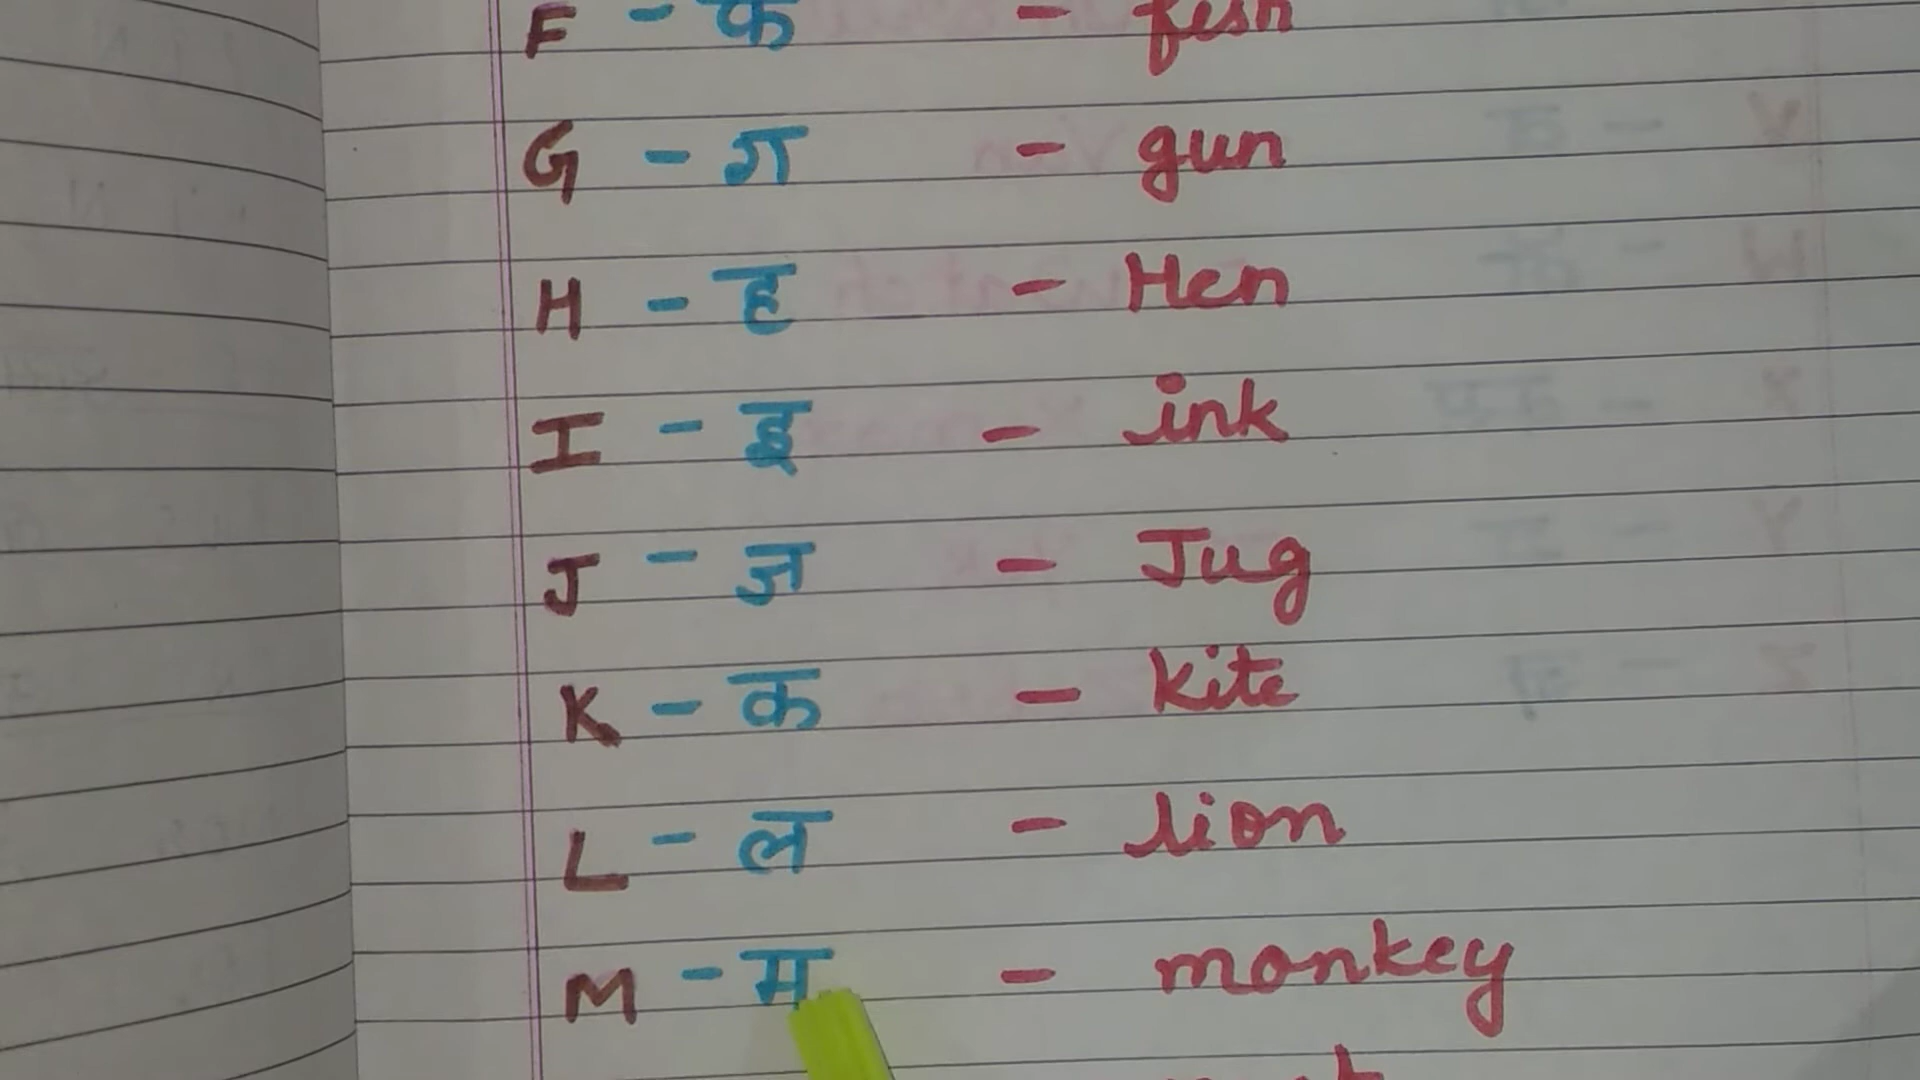 F - फ - fish
G - ग - gun
H - ह - Hen
I - इ - ink
J - ज - Jug
K - क - kite
L - ल - lion
M - म - monkey